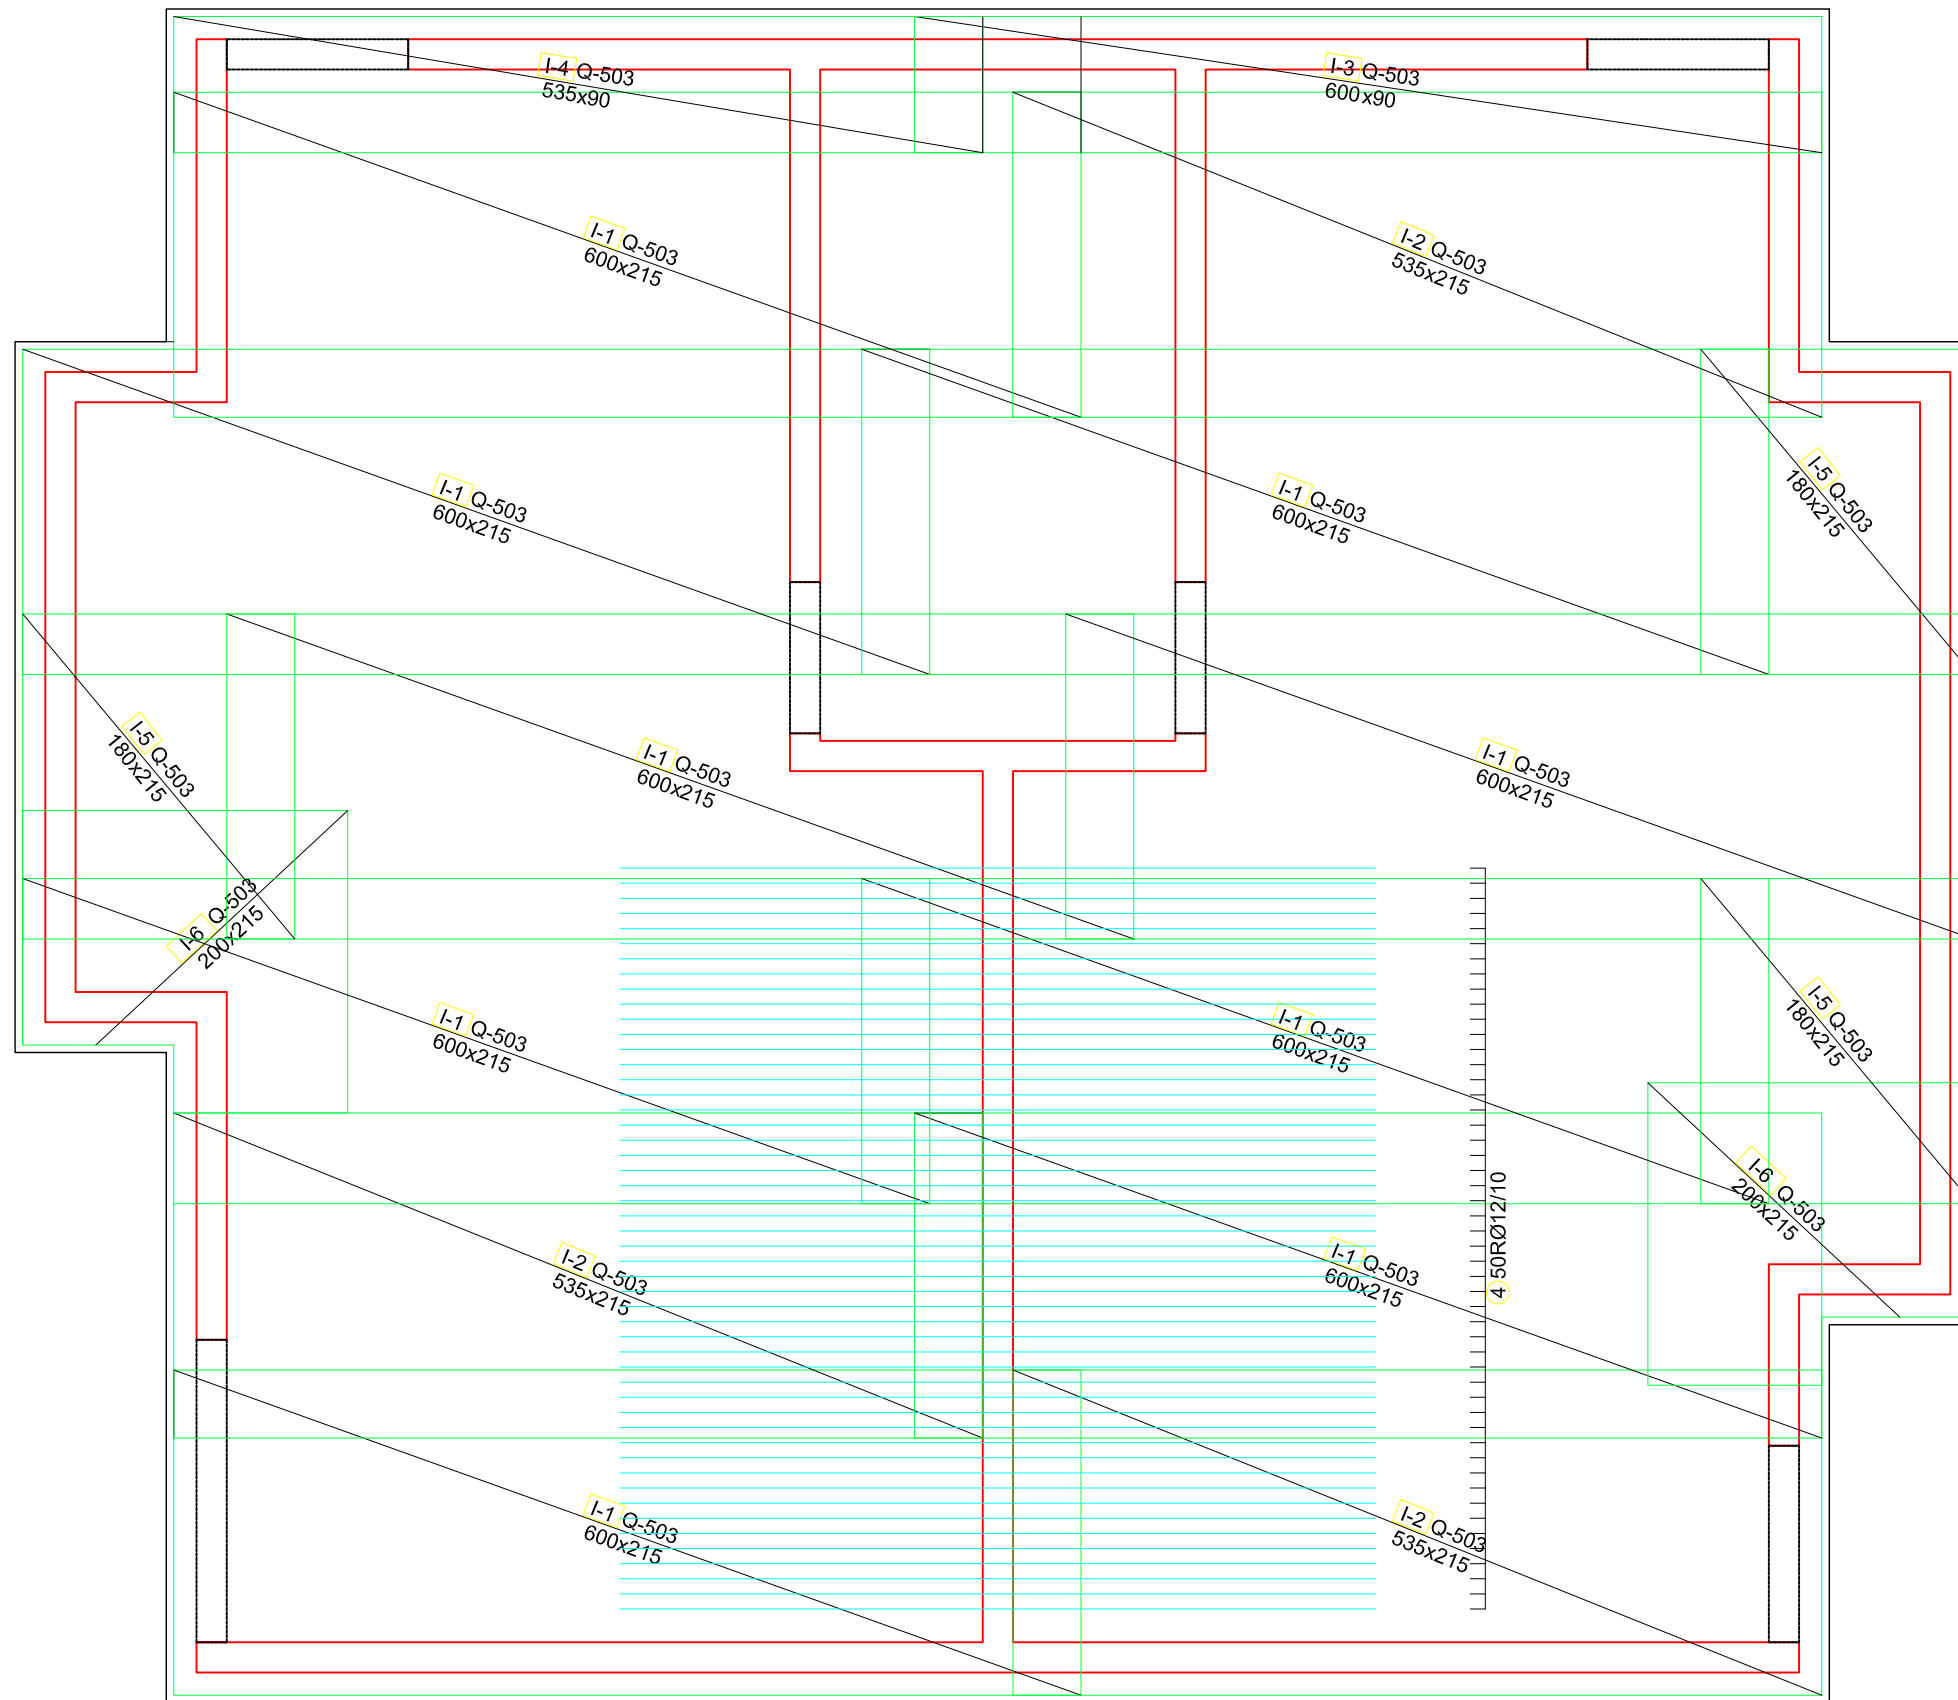 I-4 Q-503
535x90
I-3 Q-503
600x90
I-1 Q-503
600x215
I-2 Q-503
535x215
I-1 Q-503
600x215
I-1 Q-503
600x215
I-5 Q-503
180x215
I-5 Q-503
180x215
I-1 Q-503
600x215
I-1 Q-503
600x215
I-6 Q-503
200x215
I-1 Q-503
600x215
I-1 Q-503
600x215
I-5 Q-503
180x215
I-6 Q-503
200x215
4 50RØ12/10
I-2 Q-503
535x215
I-1 Q-503
600x215
I-1 Q-503
600x215
I-2 Q-503
535x215